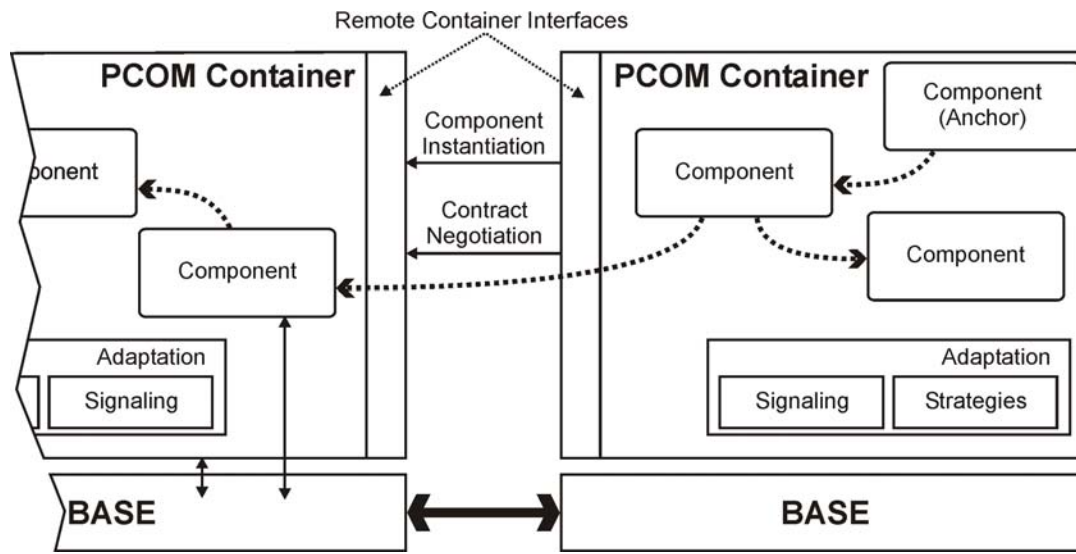 Remote Container Interfaces
PCOM Container
PCOM Container
Component
(Anchor)
Component
Instantiation
ponent
Component
Contract
Negotiation
Component
Component
Adaptation
Signaling
Adaptation
Signaling
Strategies
BASE
BASE